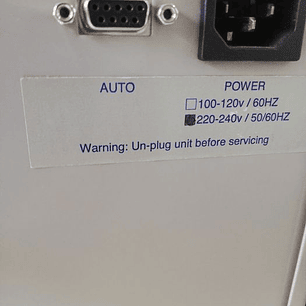 AUTO
POWER
100-120v / 60HZ
220-240v / 50/60HZ
Warning: Un-plug unit before servicing